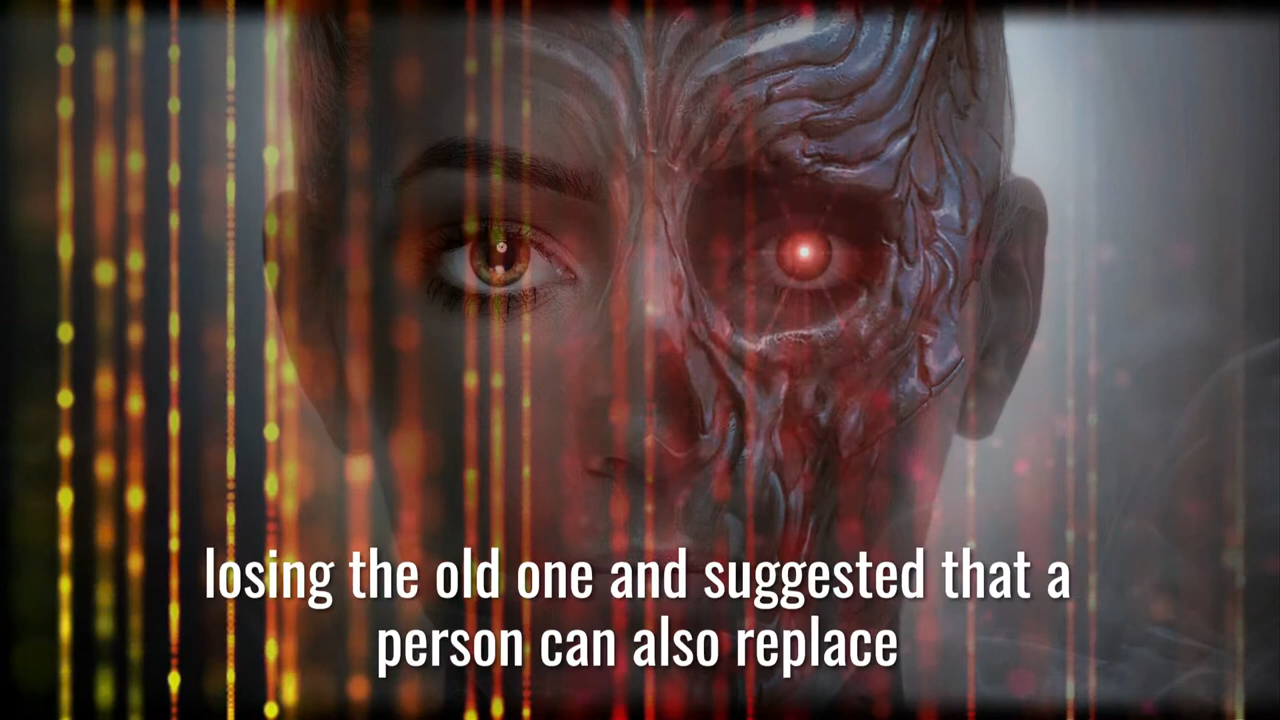 losing the old one and suggested that a
person can also replace